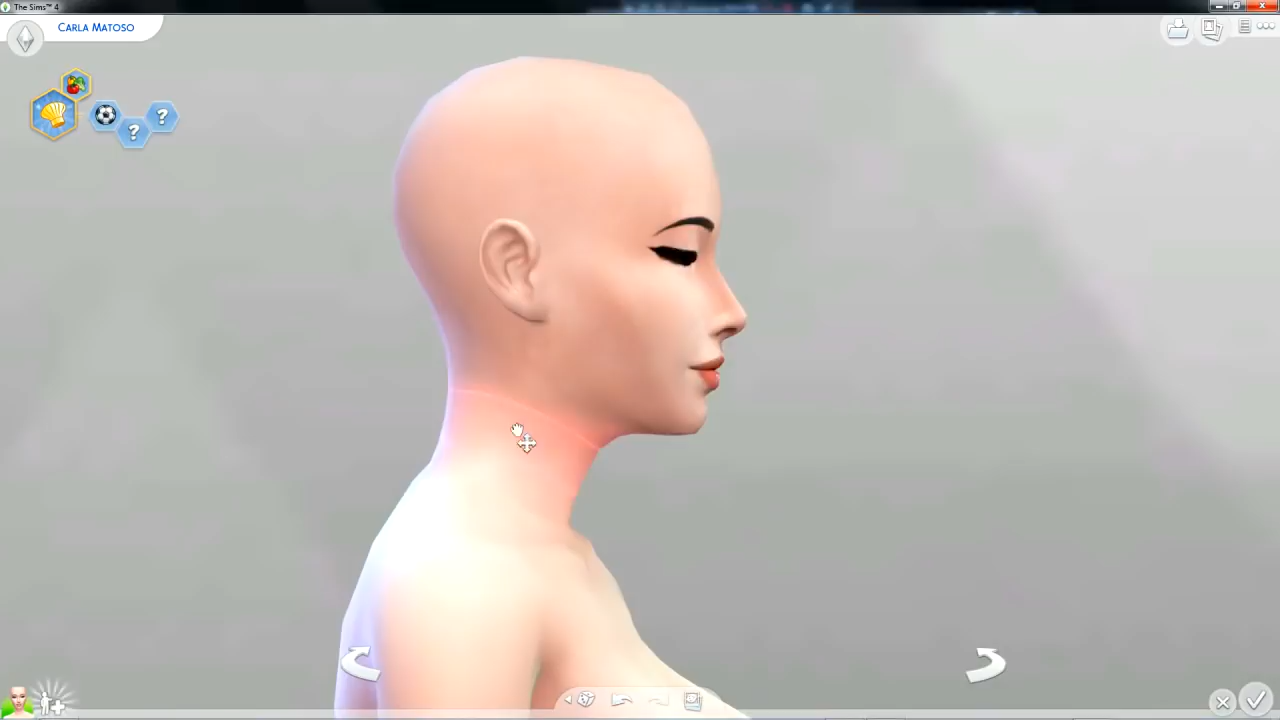 The Sims™ 4
CARLA MATOSO
?
?